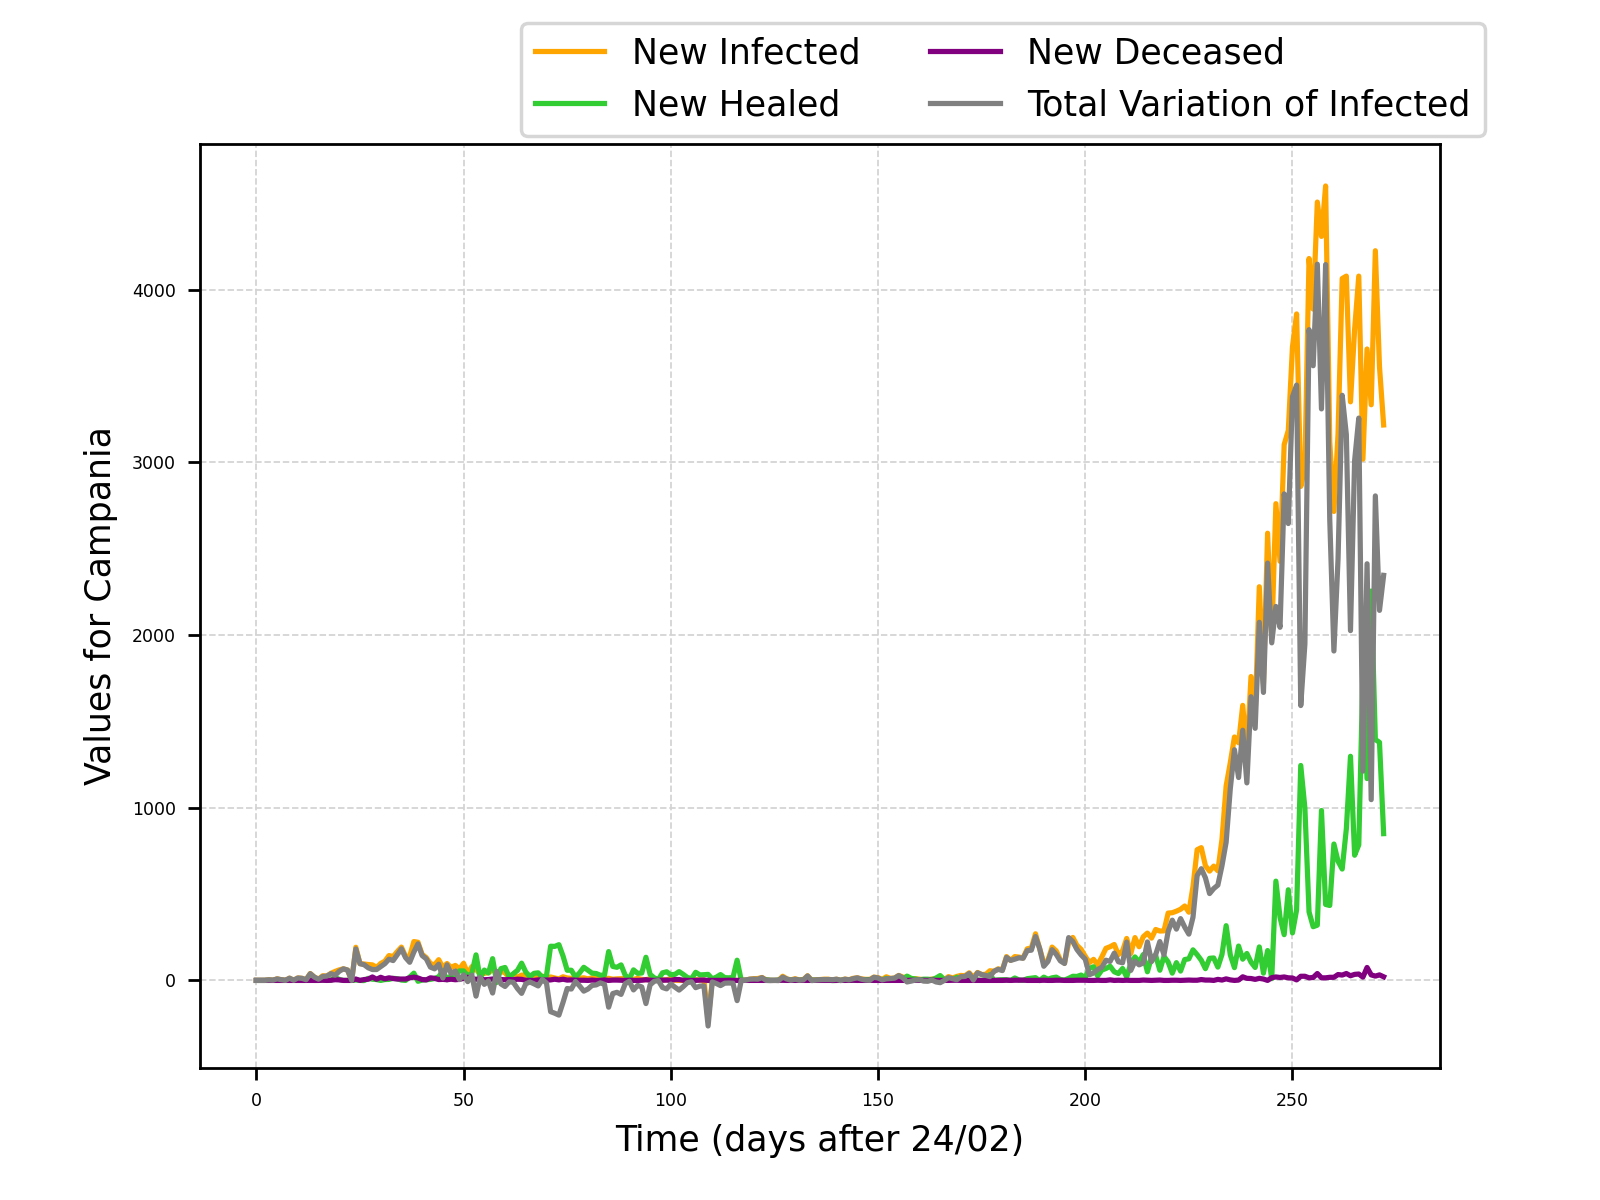 New Infected
New Healed
New Deceased
Total Variation of Infected
Values for Campania
4000
3000
2000
1000
0
0 50 100 150 200 250
Time (days after 24/02)